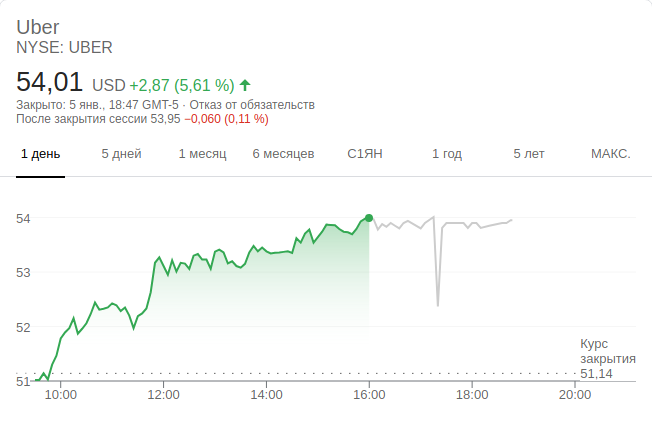 Uber
NYSE: UBER
54,01 USD +2,87 (5,61 %)
Закрыто: 5 янв., 18:47 GMT-5 · Отказ от обязательств
После закрытия сессии 53,95 −0,060 (0,11 %)
1 день 5 дней 1 месяц 6 месяцев С1ЯН 1 год 5 лет МАКС.
54
53
52
51
Курс
закрытия
51,14
10:00 12:00 14:00 16:00 18:00 20:00